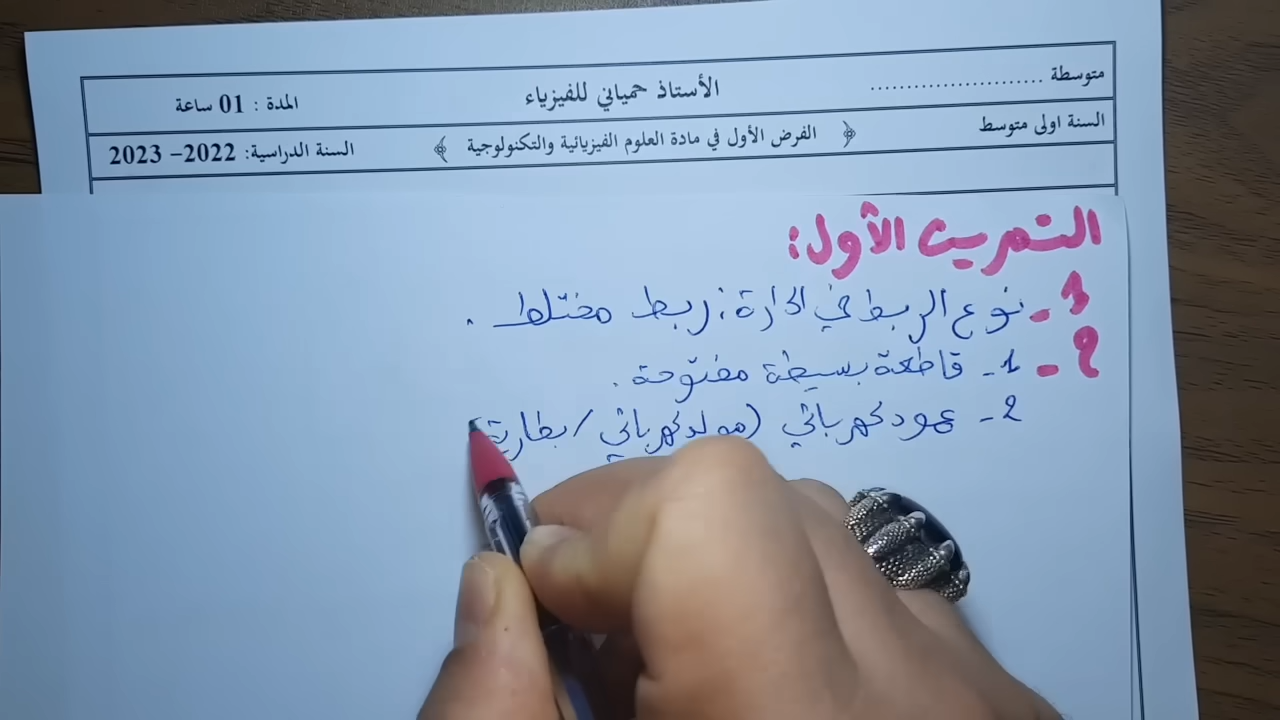 متوسطة ......................
الأستاذ حمياني للفيزياء
المدة : 01 ساعة
السنة اولى متوسط
﴿ الفرض الأول في مادة العلوم الفيزيائية والتكنولوجية ﴾
السنة الدراسية: 2022- 2023
التمرين الأول:
1- نوع الربط في الدارة: ربط مختلط.
2- 1- قاطعة بسيطة مفتوحة.
2- عمود كهربائي (مولد كهربائي / بطارية